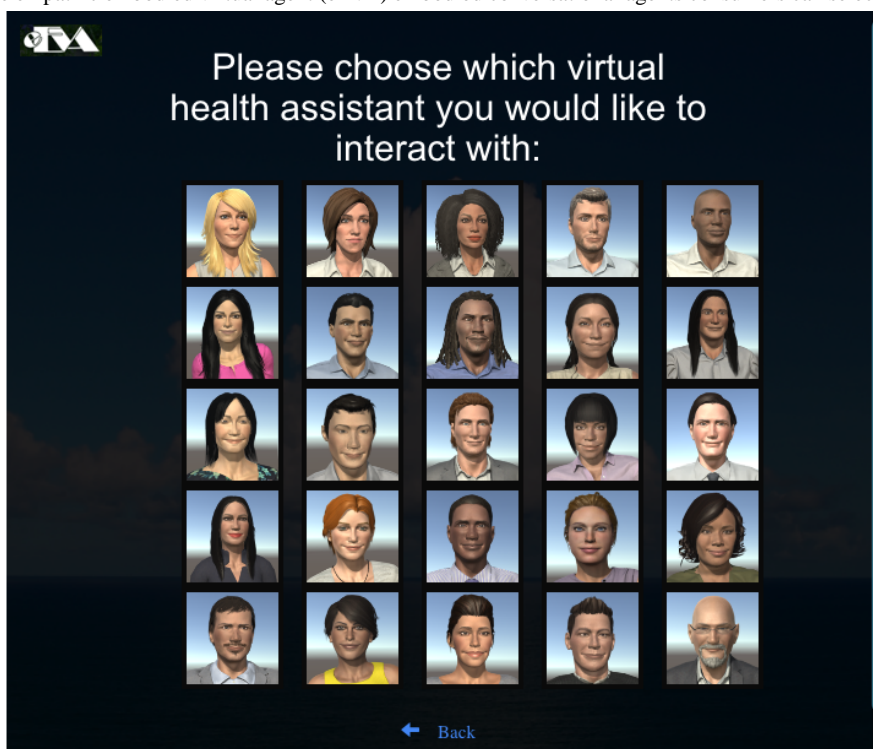 Please choose which virtual
health assistant you would like to
interact with:
Back